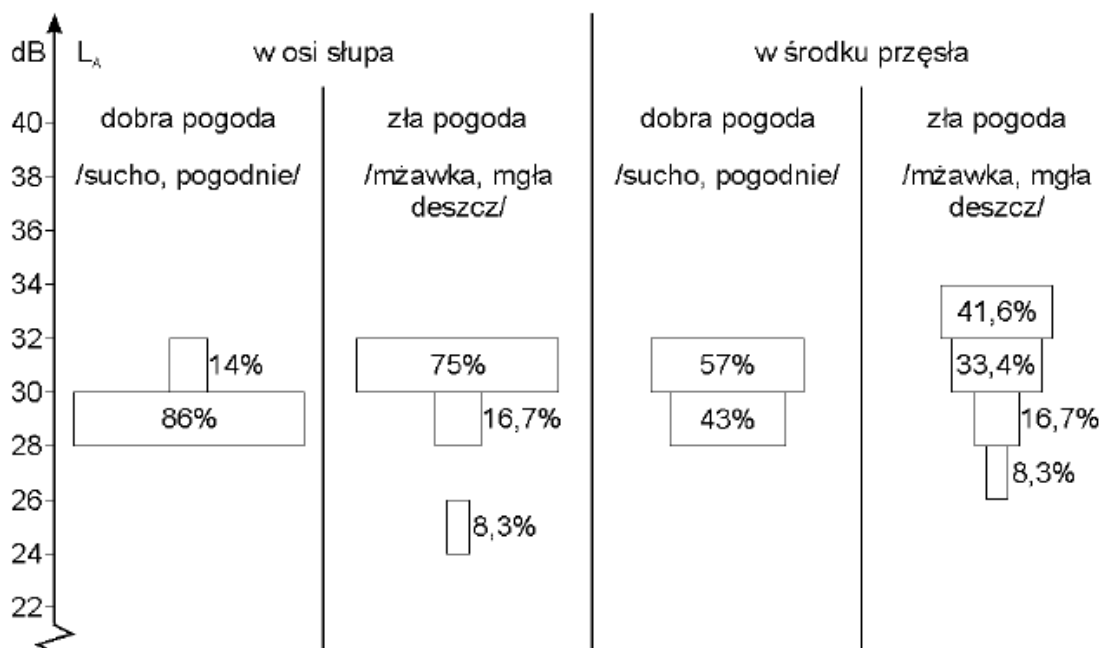 dB L_A w osi słupa w środku przęsła
40 dobra pogoda zła pogoda dobra pogoda zła pogoda
38 /sucho, pogodnie/ /mżawka, mgła /sucho, pogodnie/ /mżawka, mgła
deszcz/ deszcz/
36
34
41,6%
32
14% 75% 57% 33,4%
30
86% 16,7% 43% 16,7%
28
8,3%
26
8,3%
24
22